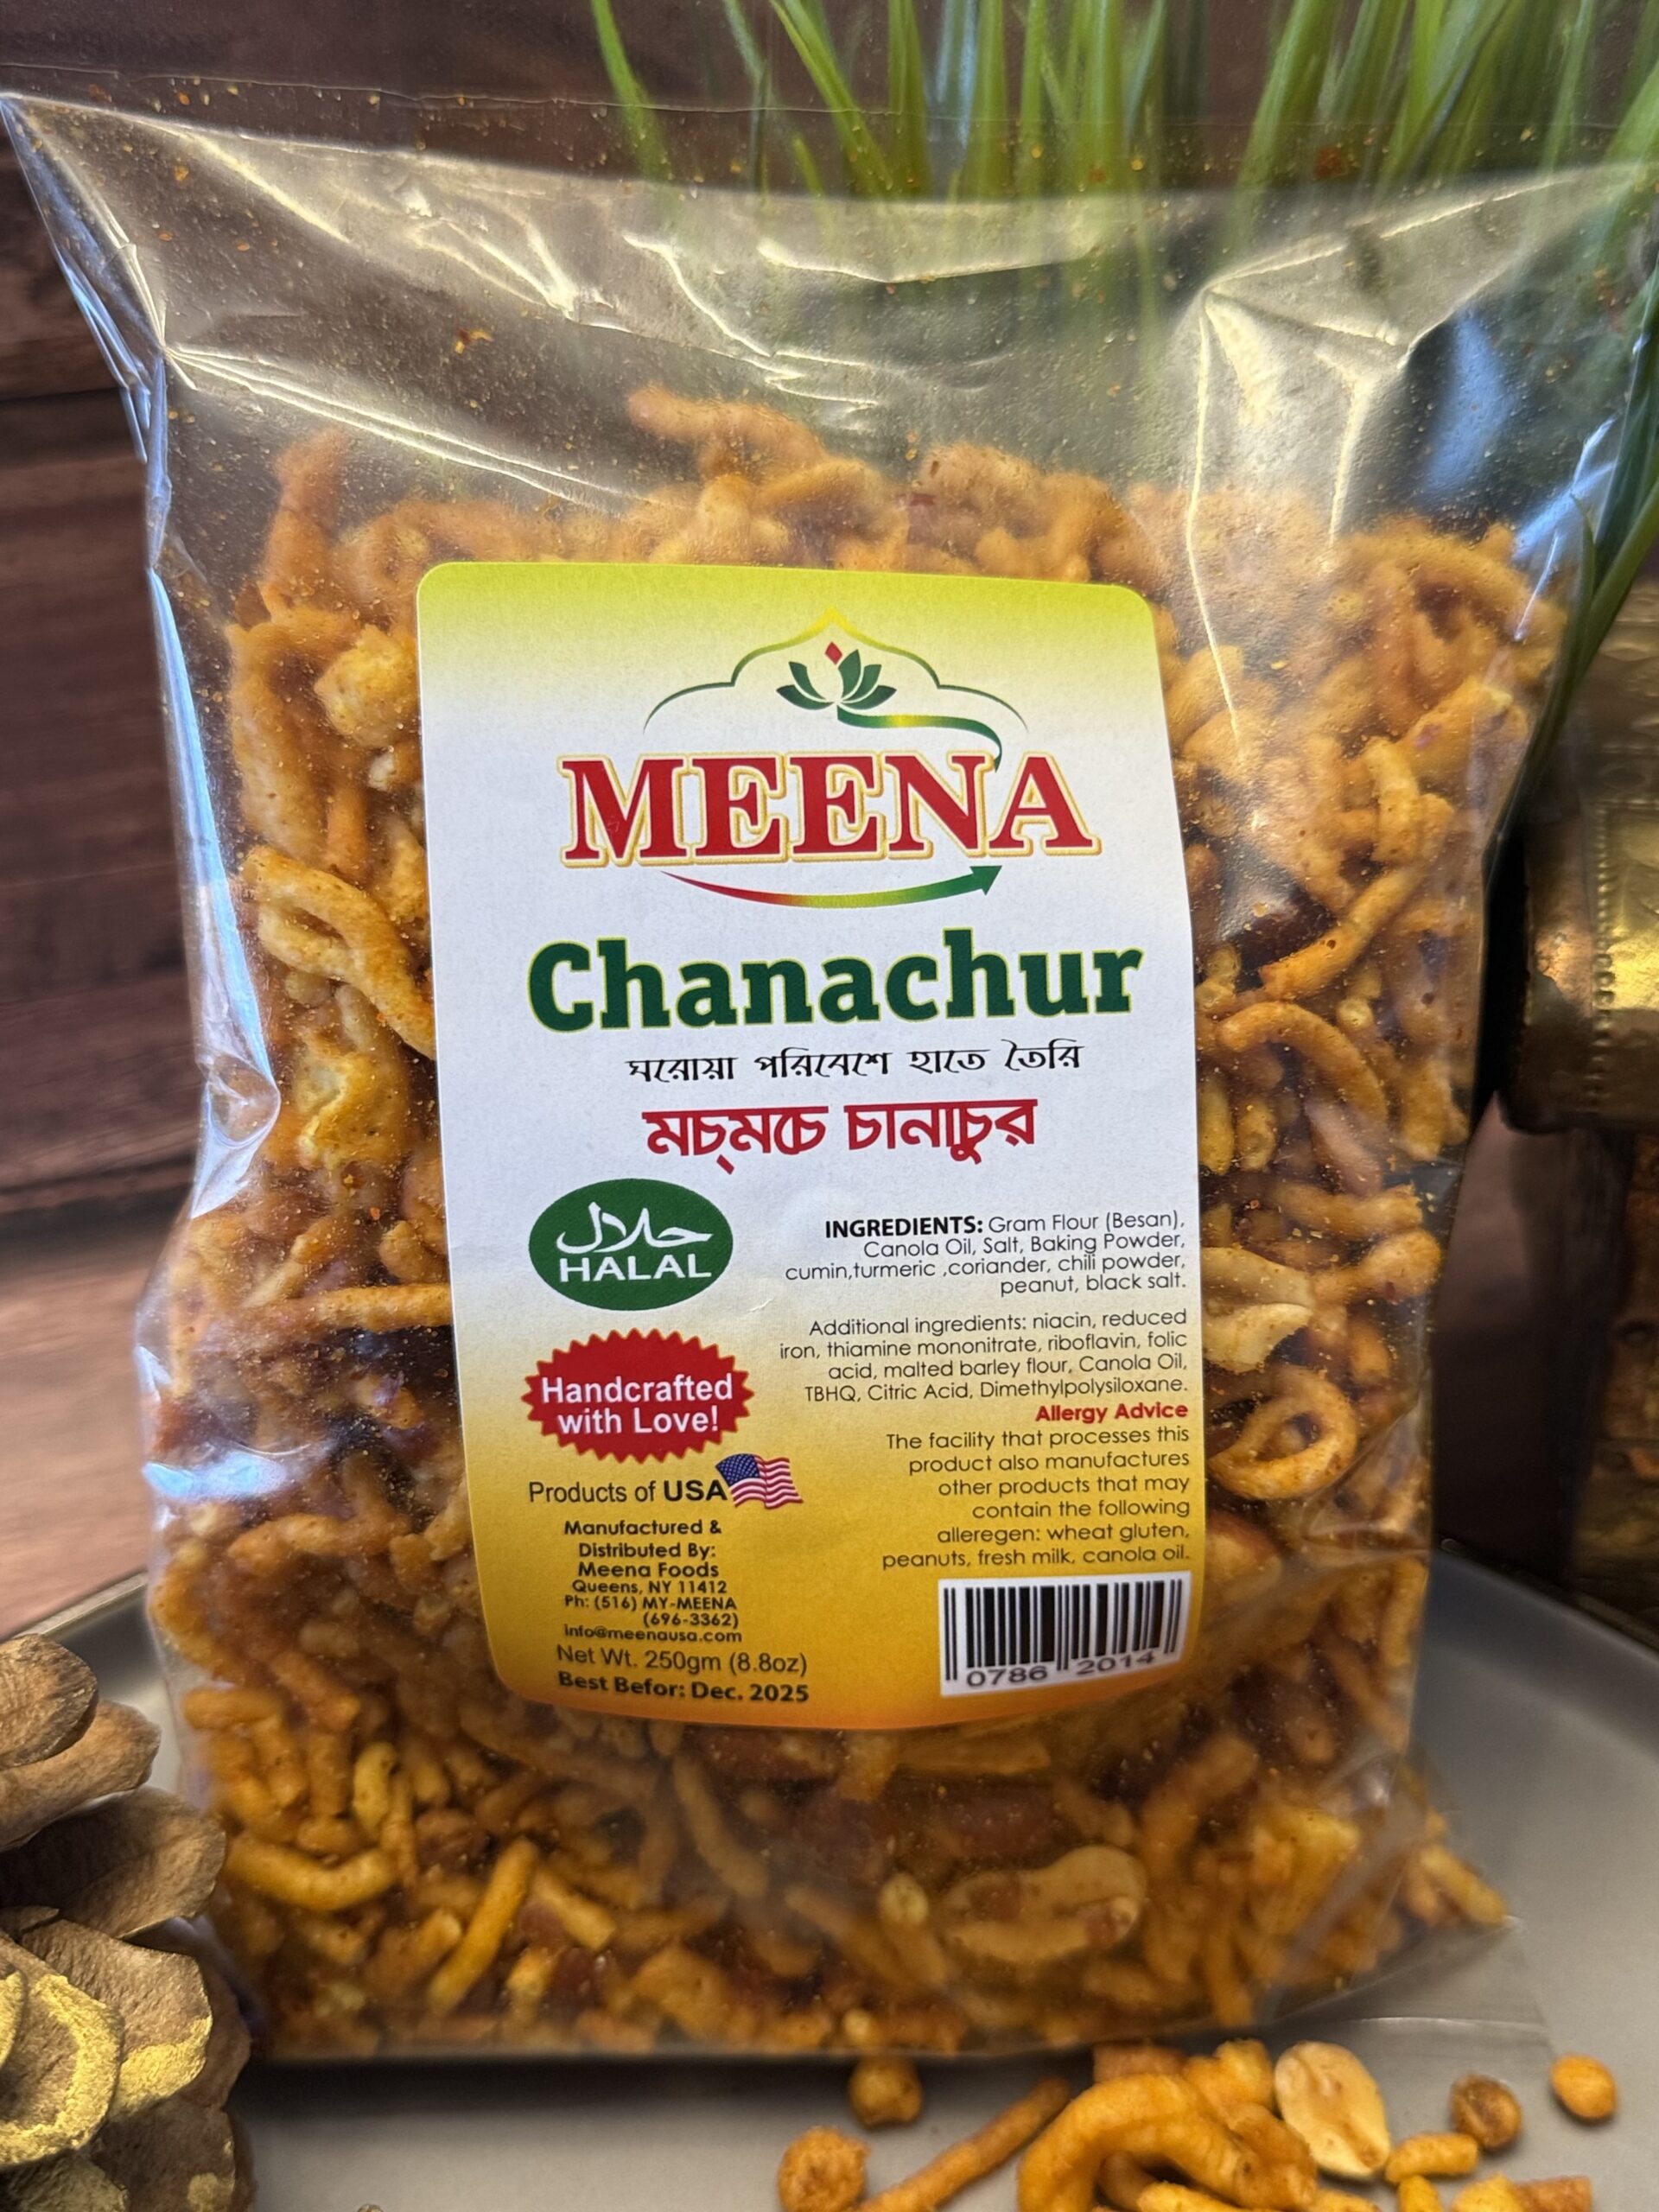 MEENA
Chanachur
ঘরোয়া পরিবেশে হাতে তৈরি
মচ্‌মচে চানাচুর
حلال
HALAL
Handcrafted
with Love!
Products of USA
Manufactured &
Distributed By:
Meena Foods
Queens, NY 11412
Ph: (516) MY-MEENA
(696-3362)
info@meenausa.com
Net Wt. 250gm (8.8oz)
Best Befor: Dec. 2025
INGREDIENTS: Gram Flour (Besan),
Canola Oil, Salt, Baking Powder,
cumin,turmeric ,coriander, chili powder,
peanut, black salt.
Additional ingredients: niacin, reduced
iron, thiamine mononitrate, riboflavin, folic
acid, malted barley flour, Canola Oil,
TBHQ, Citric Acid, Dimethylpolysiloxane.
Allergy Advice
The facility that processes this
product also manufactures
other products that may
contain the following
alleregen: wheat gluten,
peanuts, fresh milk, canola oil.
0786 2014